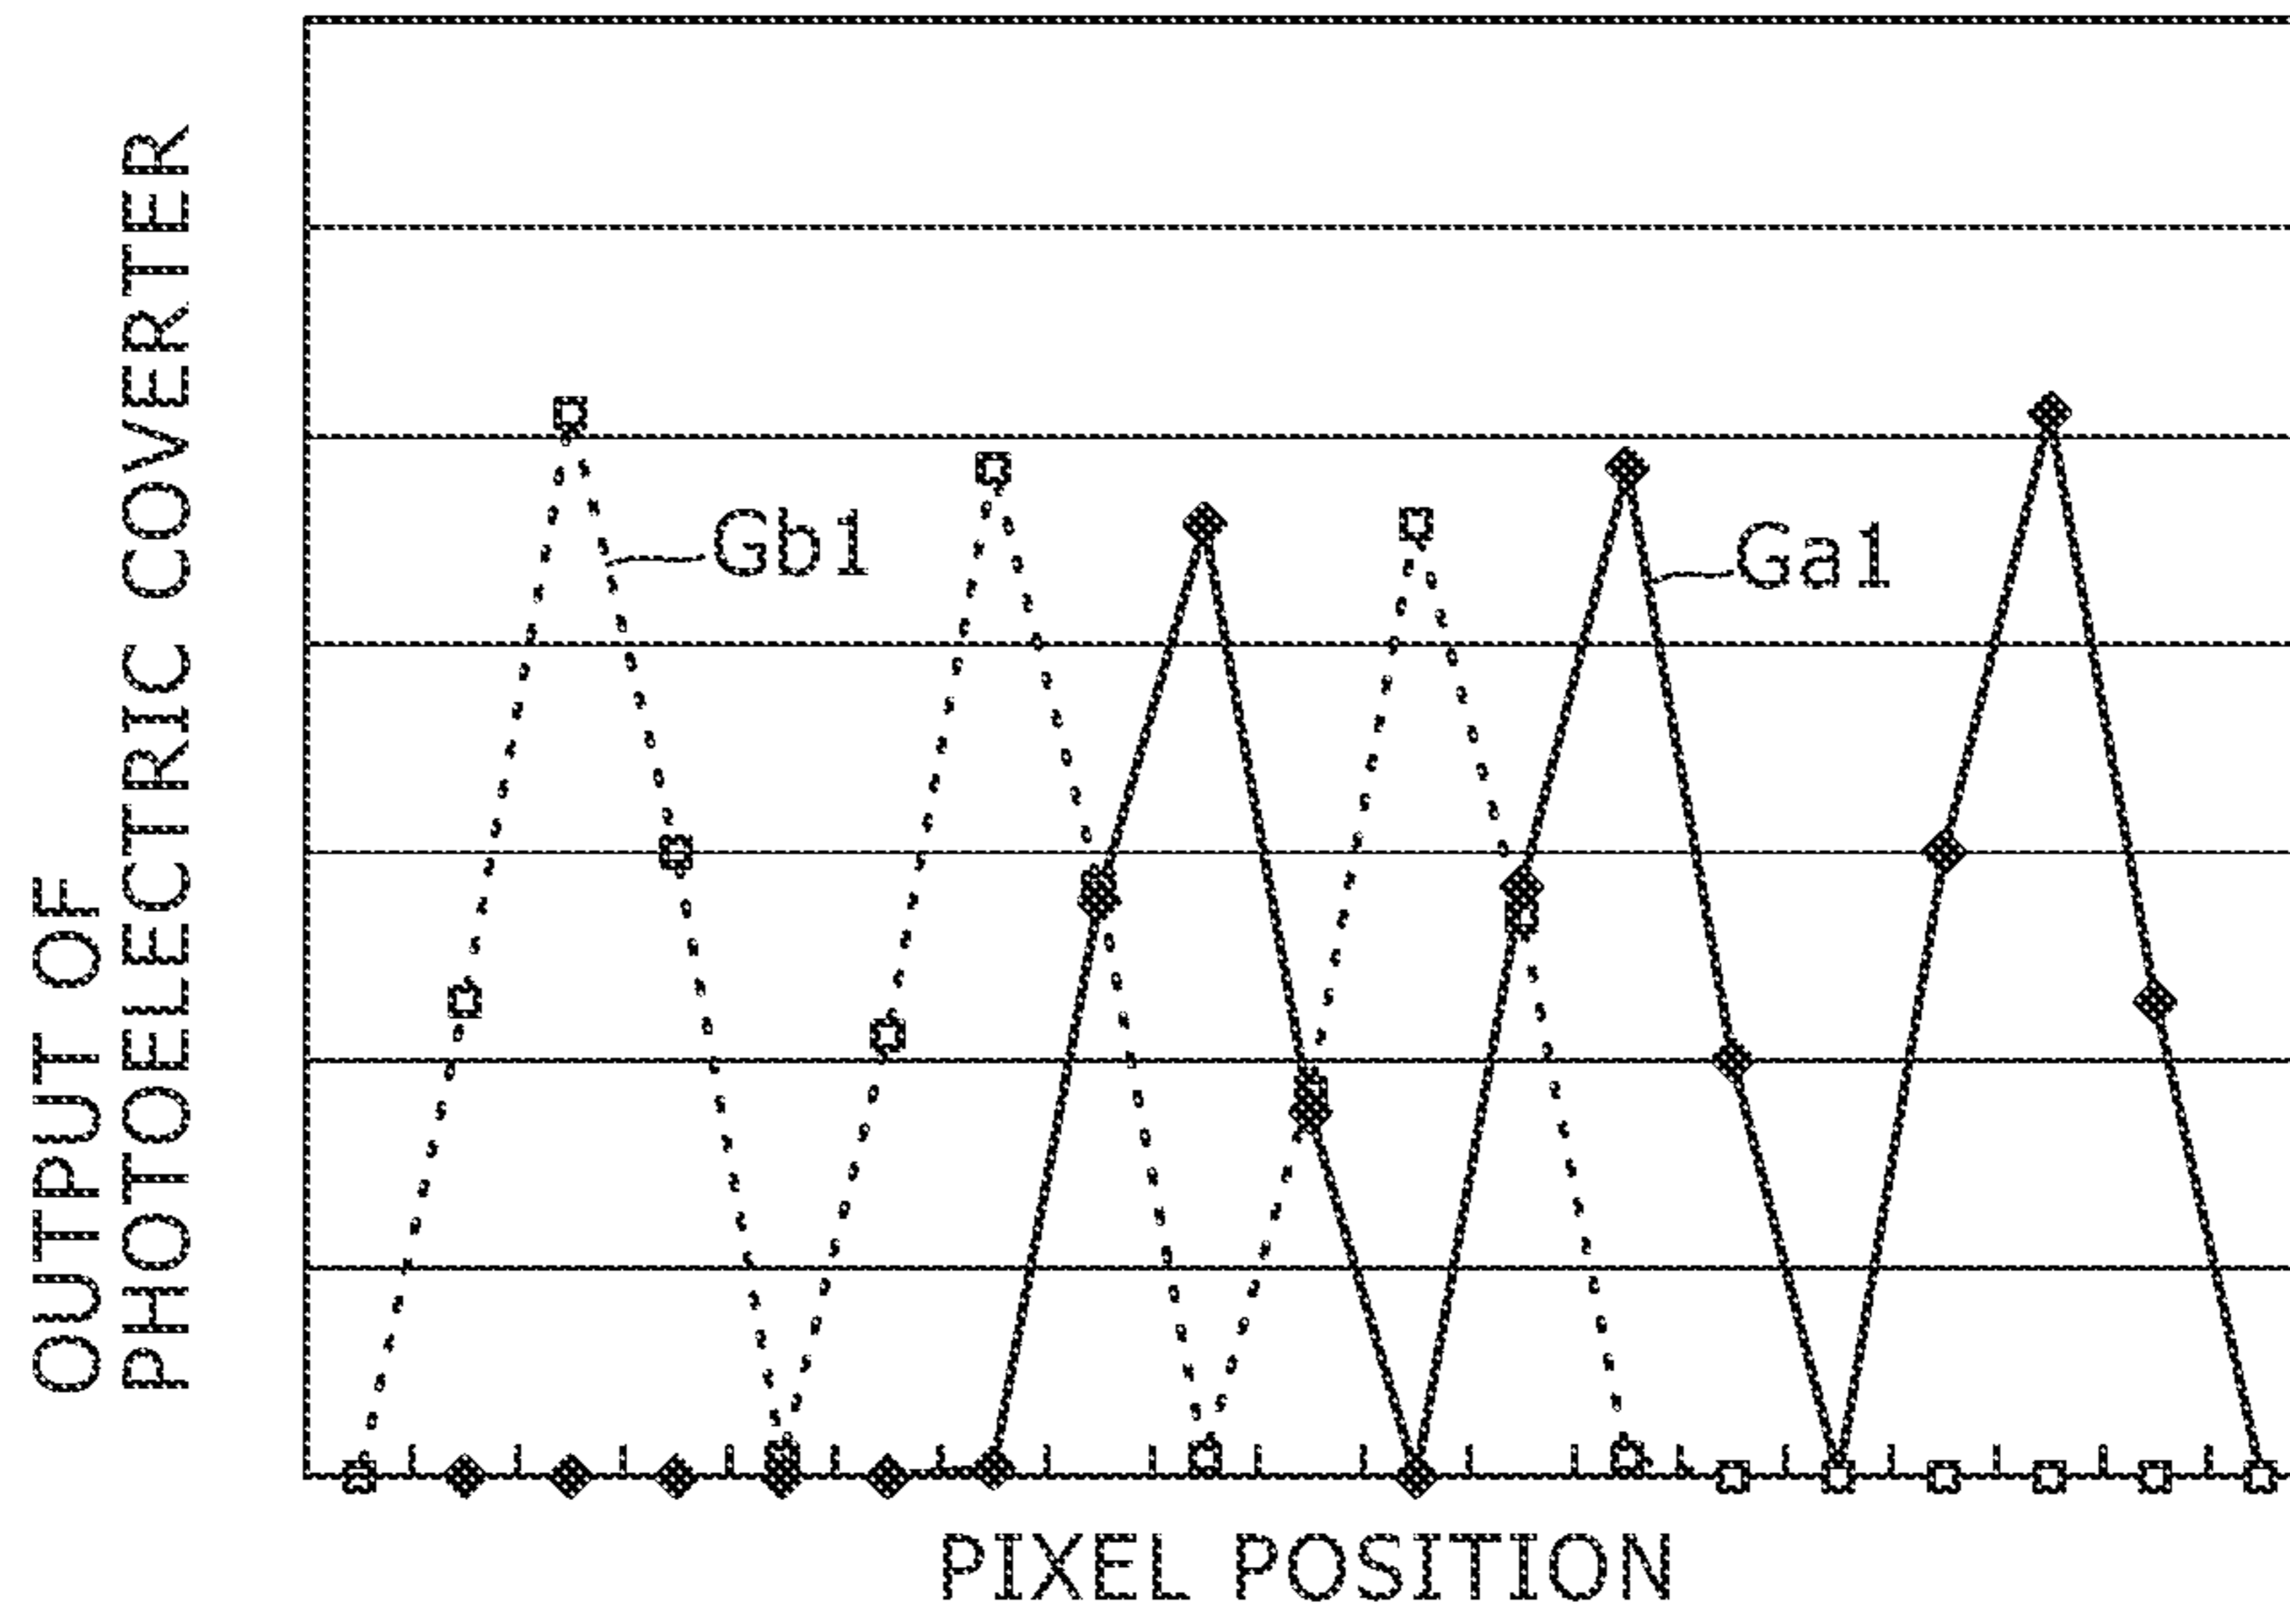 OUTPUT OF
PHOTOELECTRIC COVERTER
Gb1
Ga1
PIXEL POSITION